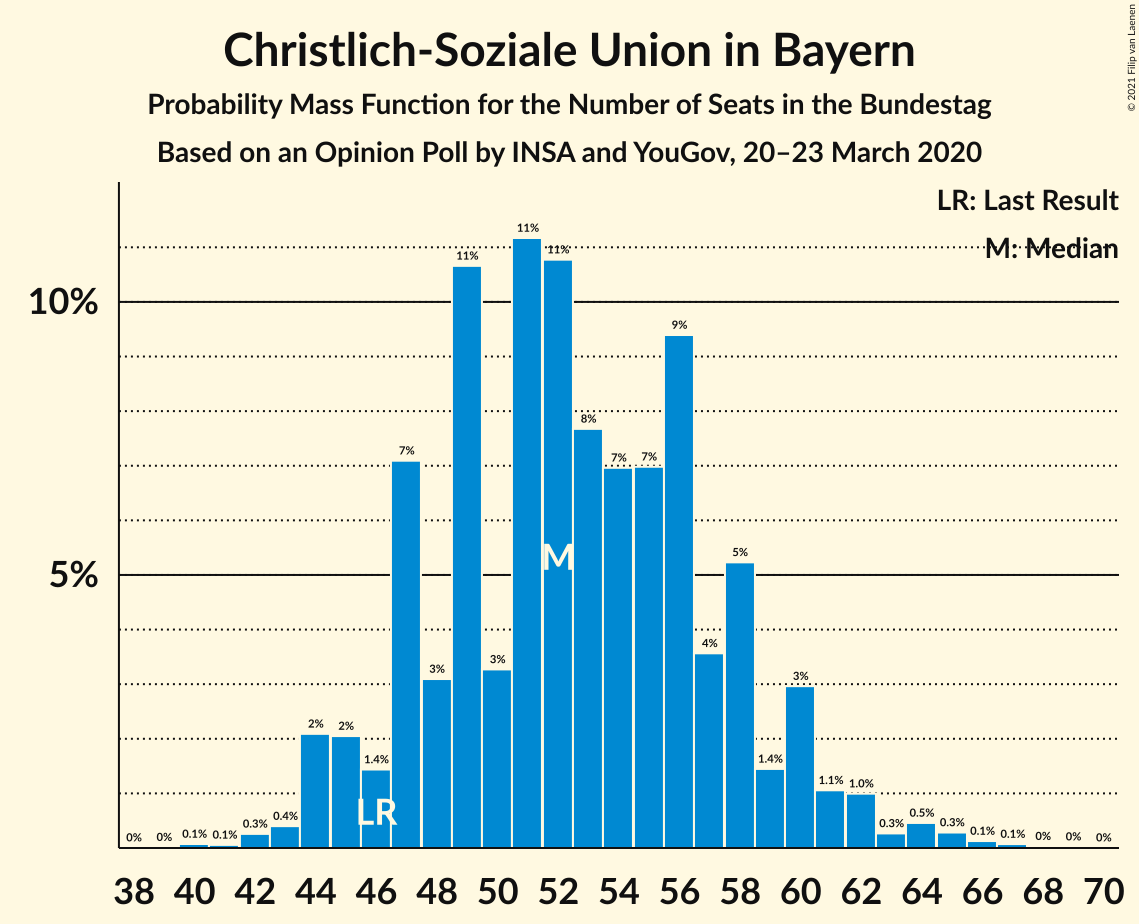 © 2021 Filip van Laenen
Christlich-Soziale Union in Bayern
Probability Mass Function for the Number of Seats in the Bundestag
Based on an Opinion Poll by INSA and YouGov, 20–23 March 2020
LR: Last Result
M: Median
10%
5%
0% 0% 0.1% 0.1% 0.3% 0.4% 2% 2% 1.4% 7% 3% 11% 3% 11% 11% 8% 7% 7% 9% 4% 5% 1.4% 3% 1.1% 1.0% 0.3% 0.5% 0.3% 0.1% 0.1% 0% 0% 0%
M
LR
38 40 42 44 46 48 50 52 54 56 58 60 62 64 66 68 70